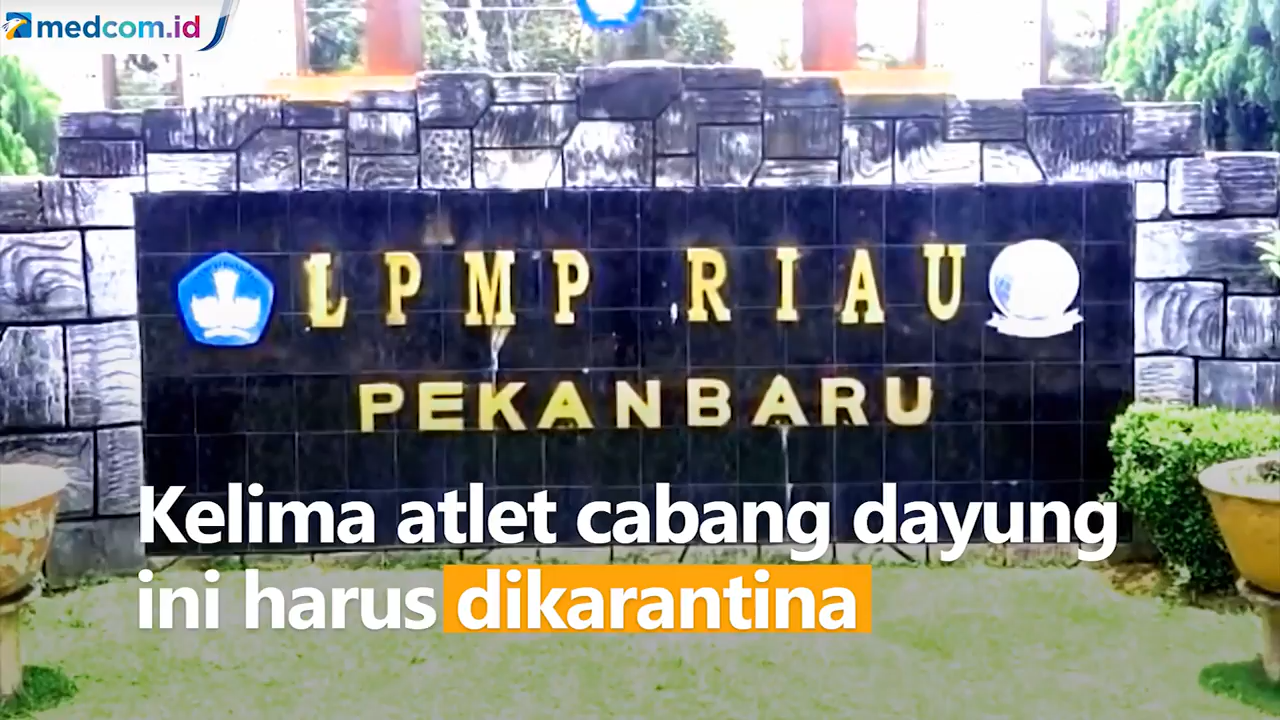 medcom.id
LPMP RIAU
PEKANBARU
Kelima atlet cabang dayung
ini harus dikarantina